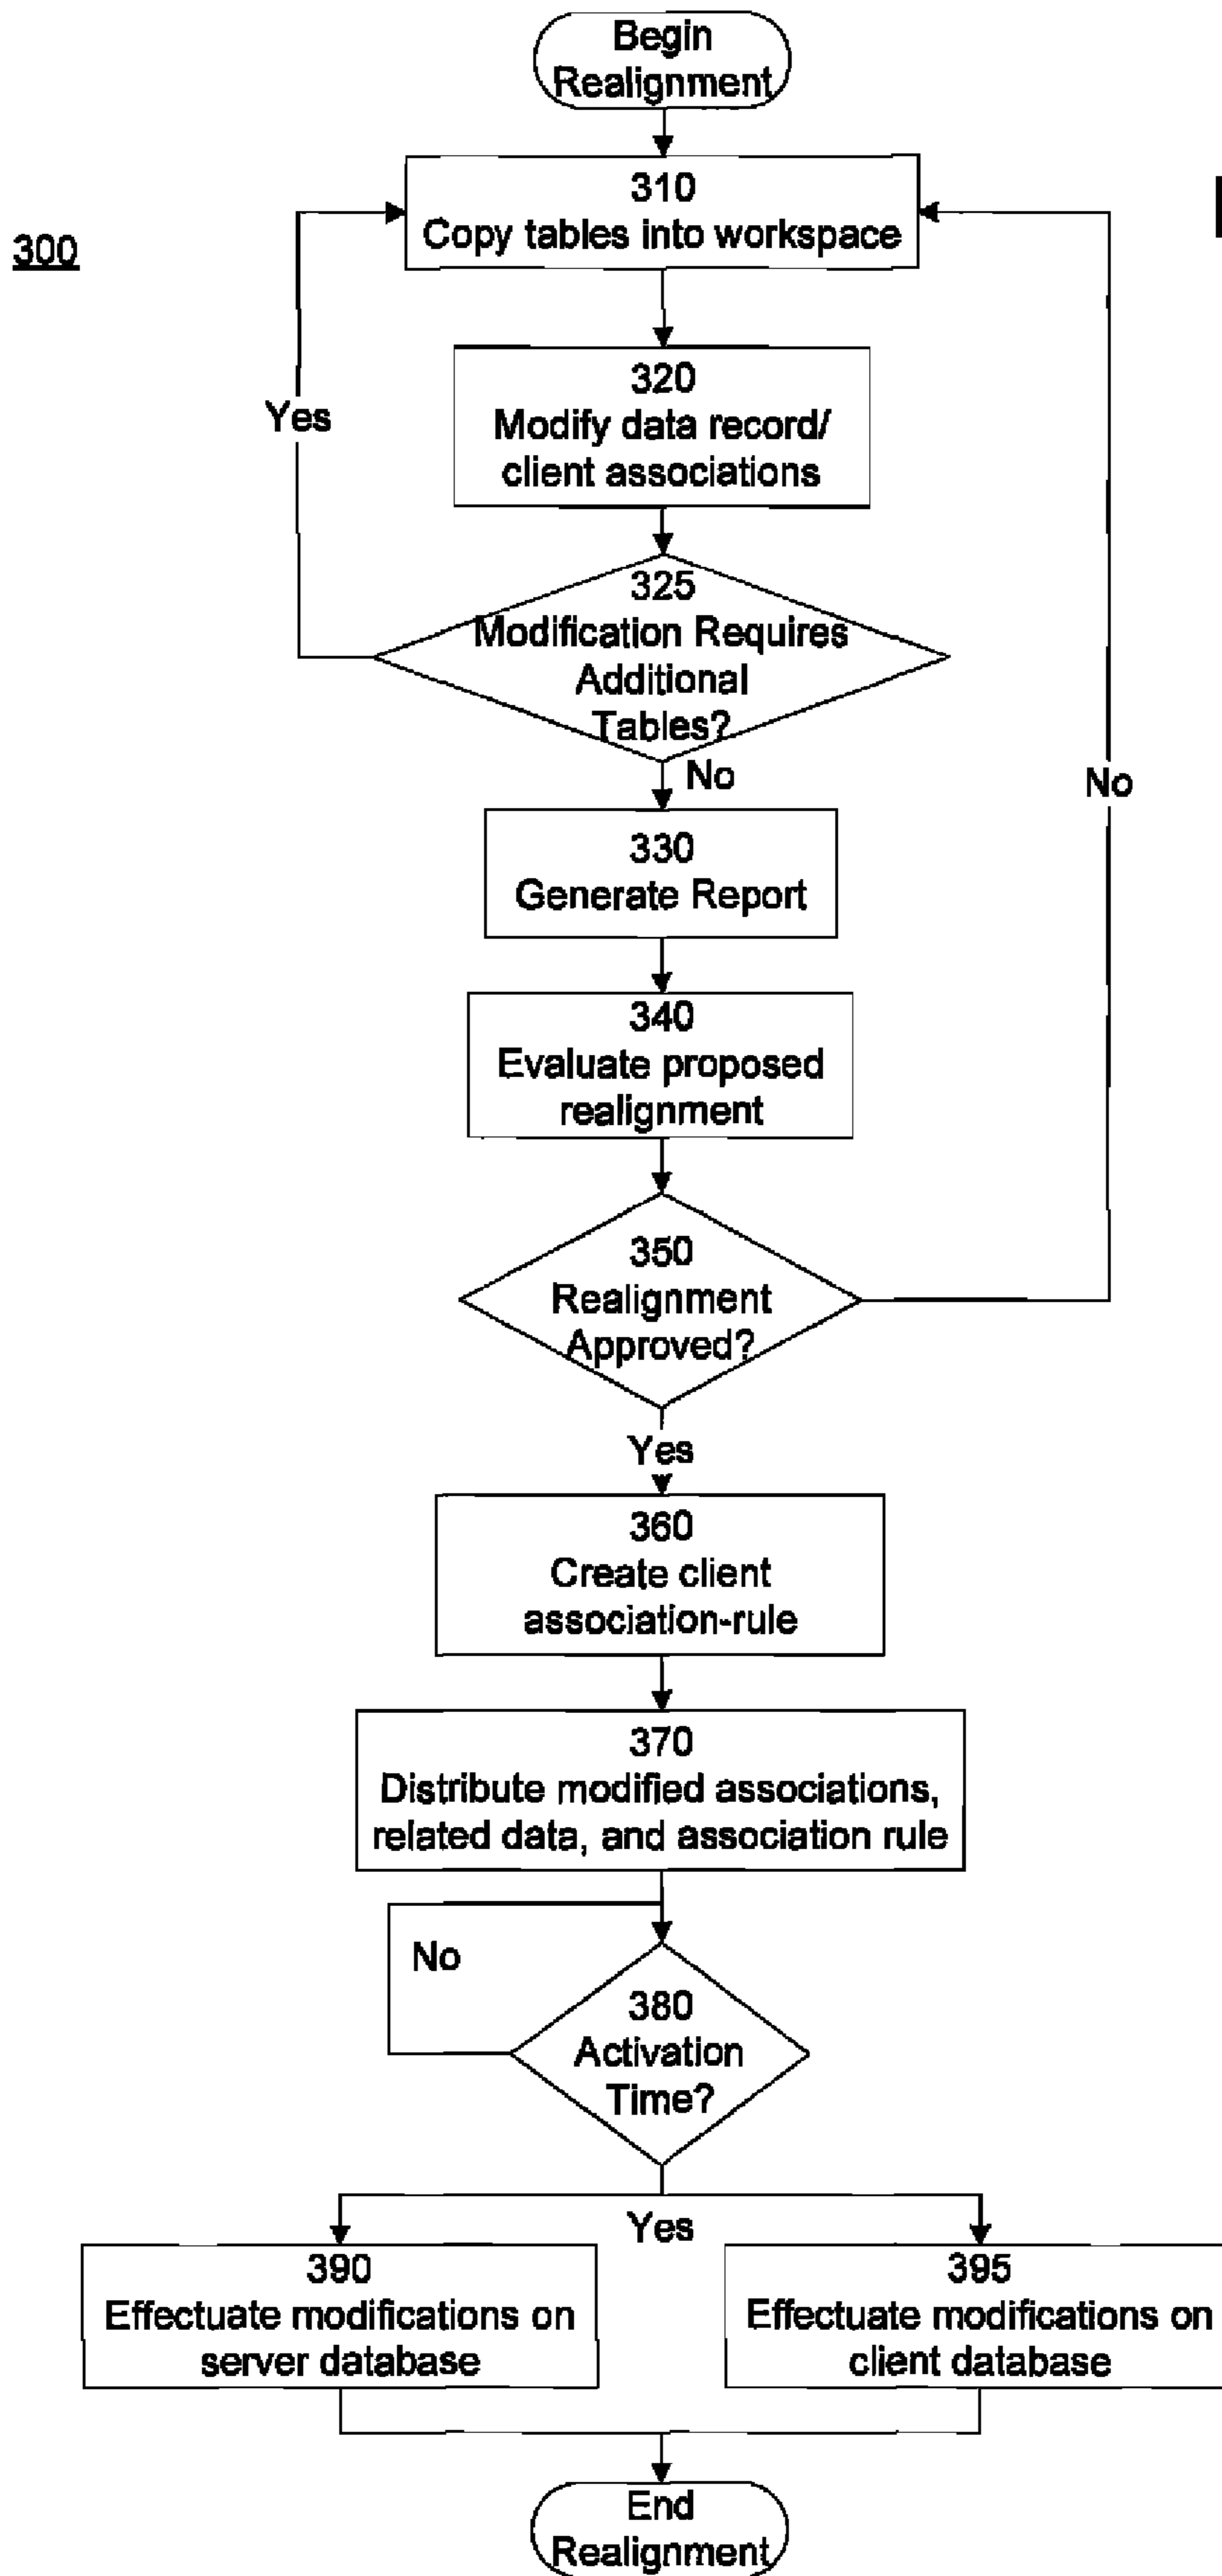 Begin
Realignment
300
310
Copy tables into workspace
320
Modify data record/
client associations
Yes
325
Modification Requires
Additional
Tables?
No
No
330
Generate Report
340
Evaluate proposed
realignment
350
Realignment
Approved?
Yes
360
Create client
association-rule
370
Distribute modified associations,
related data, and association rule
No
380
Activation
Time?
Yes
390
Effectuate modifications on
server database
395
Effectuate modifications on
client database
End
Realignment